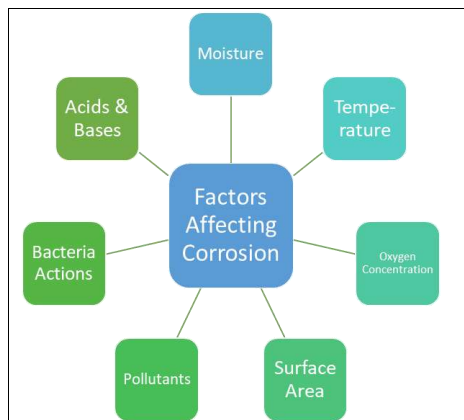 Moisture
Acids &
Bases
Tempe-
rature
Factors
Affecting
Corrosion
Bacteria
Actions
Oxygen
Concentration
Pollutants
Surface
Area